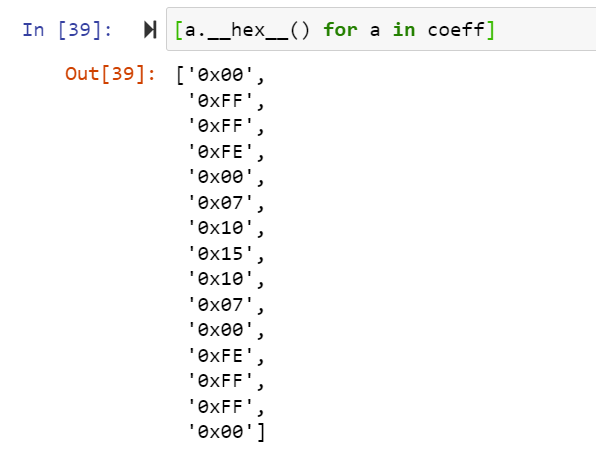 In [39]: [a.__hex__() for a in coeff]
Out[39]: ['0x00',
'0xFF',
'0xFF',
'0xFE',
'0x00',
'0x07',
'0x10',
'0x15',
'0x10',
'0x07',
'0x00',
'0xFE',
'0xFF',
'0xFF',
'0x00']